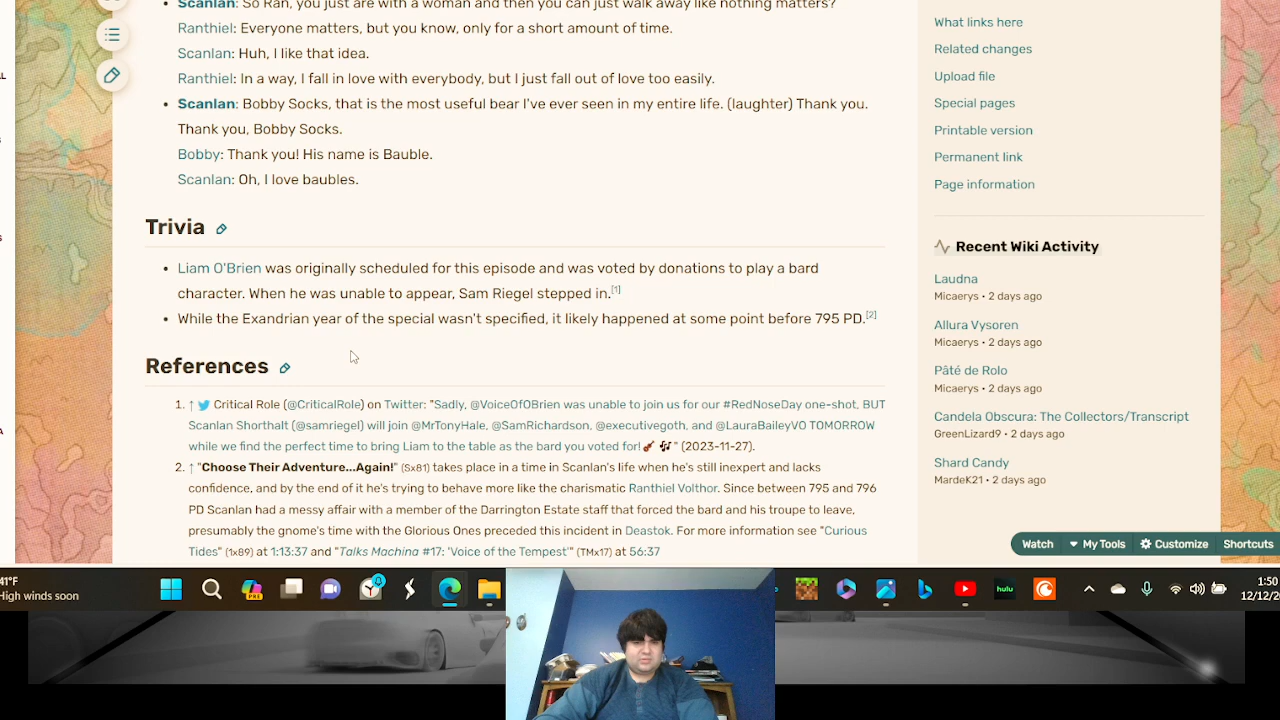 Scanlan: So Ran, you just are with a woman and then you can just walk away like nothing matters?
Ranthiel: Everyone matters, but you know, only for a short amount of time.
Scanlan: Huh, I like that idea.
Ranthiel: In a way, I fall in love with everybody, but I just fall out of love too easily.
• Scanlan: Bobby Socks, that is the most useful bear I've ever seen in my entire life. (laughter) Thank you.
Thank you, Bobby Socks.
Bobby: Thank you! His name is Bauble.
Scanlan: Oh, I love baubles.
Trivia
• Liam O'Brien was originally scheduled for this episode and was voted by donations to play a bard
character. When he was unable to appear, Sam Riegel stepped in.[1]
• While the Exandrian year of the special wasn't specified, it likely happened at some point before 795 PD.[2]
References
1. ↑ Critical Role (@CriticalRole) on Twitter: "Sadly, @VoiceOfOBrien was unable to join us for our #RedNoseDay one-shot, BUT
Scanlan Shorthalt (@samriegel) will join @MrTonyHale, @SamRichardson, @executivegoth, and @LauraBaileyVO TOMORROW
while we find the perfect time to bring Liam to the table as the bard you voted for!🎻 🎶" (2023-11-27).
2. ↑ "Choose Their Adventure...Again!" (Sx81) takes place in a time in Scanlan's life when he's still inexpert and lacks
confidence, and by the end of it he's trying to behave more like the charismatic Ranthiel Volthor. Since between 795 and 796
PD Scanlan had a messy affair with a member of the Darrington Estate staff that forced the bard and his troupe to leave,
presumably the gnome's time with the Glorious Ones preceded this incident in Deastok. For more information see "Curious
Tides" (1x89) at 1:13:37 and "Talks Machina #17: 'Voice of the Tempest'" (TMx17) at 56:37
What links here
Related changes
Upload file
Special pages
Printable version
Permanent link
Page information
Recent Wiki Activity
Laudna
Micaerys • 2 days ago
Allura Vysoren
Micaerys • 2 days ago
Pâté de Rolo
Micaerys • 2 days ago
Candela Obscura: The Collectors/Transcript
GreenLizard9 • 2 days ago
Shard Candy
MardeK21 • 2 days ago
Watch
My Tools
Customize
Shortcuts
41°F
High winds soon
PRE
hulu
1:50
12/12/2